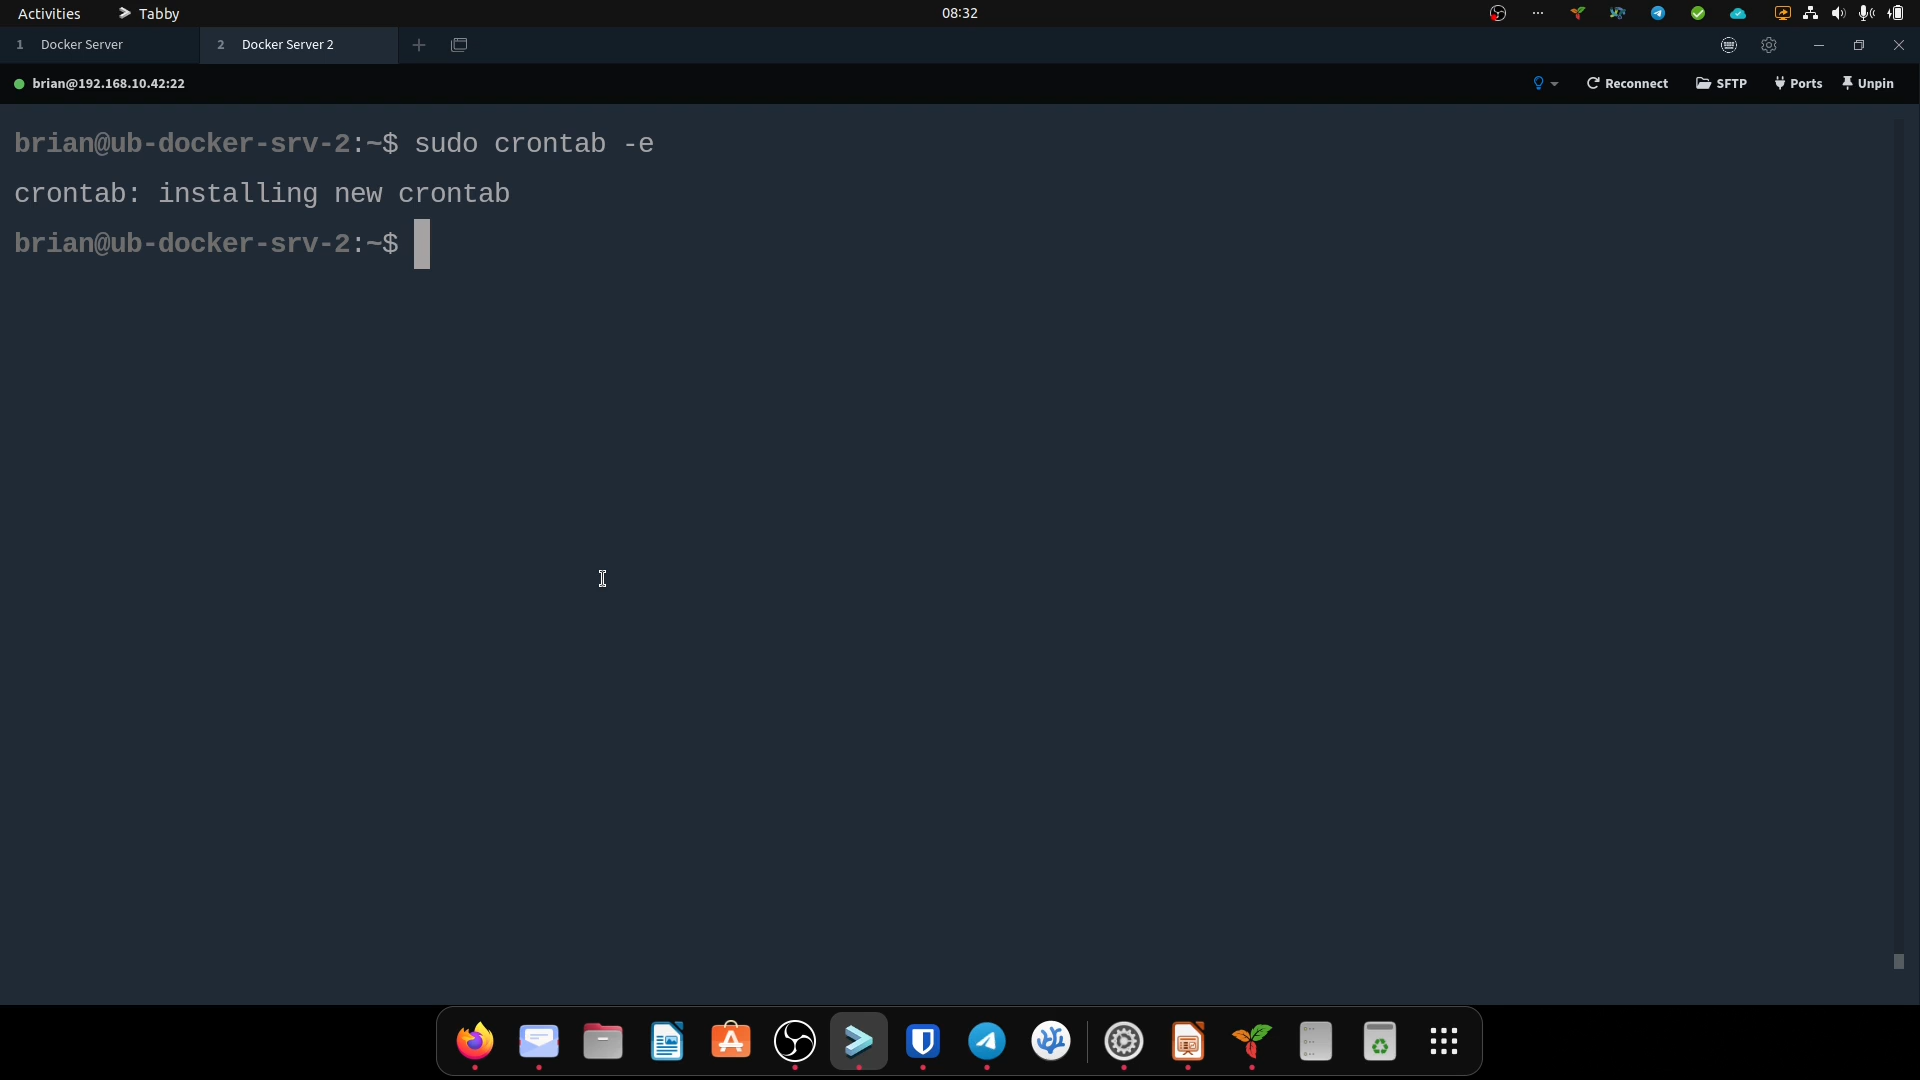 Activities
Tabby
08:32
1 Docker Server
2 Docker Server 2
brian@192.168.10.42:22
Reconnect
SFTP
Ports
Unpin
brian@ub-docker-srv-2:~$ sudo crontab -e
crontab: installing new crontab
brian@ub-docker-srv-2:~$